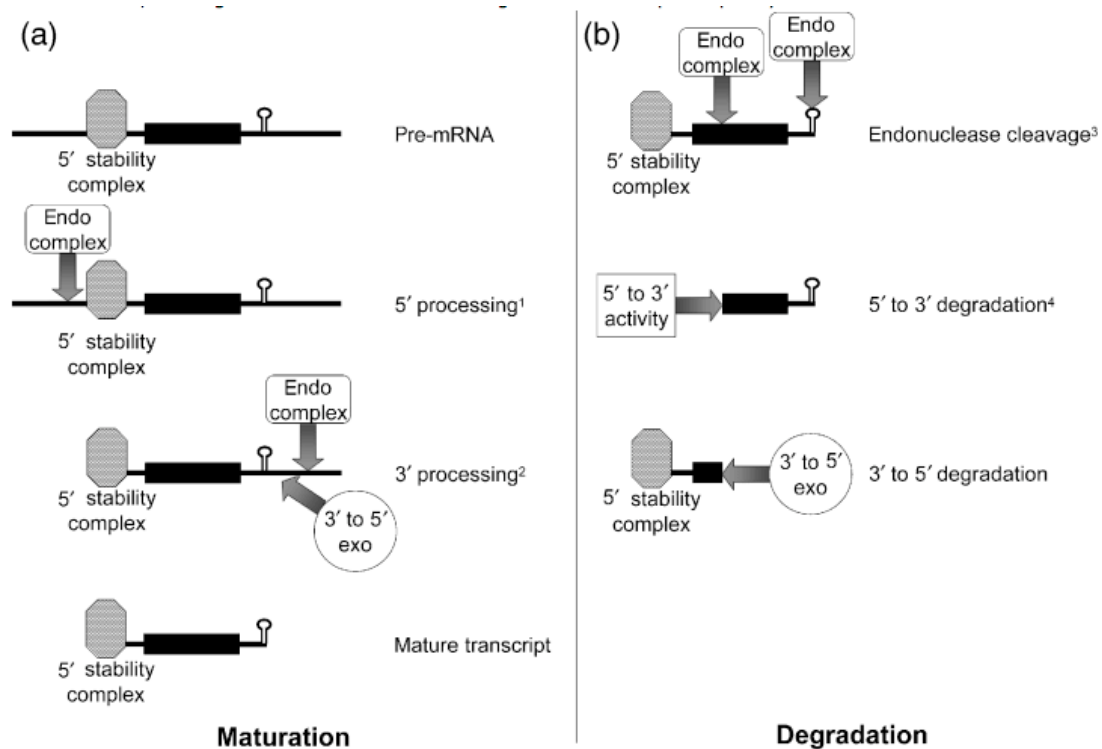 (a)
Pre-mRNA
5′ stability
complex
Endo
complex
5′ processing¹
5′ stability
complex
Endo
complex
3′ processing²
5′ stability
complex
3′ to 5′
exo
Mature transcript
5′ stability
complex
Maturation
(b)
Endo
complex
Endo
complex
Endonuclease cleavage³
5′ stability
complex
5′ to 3′
activity
5′ to 3′ degradation⁴
3′ to 5′
exo
3′ to 5′ degradation
5′ stability
complex
Degradation